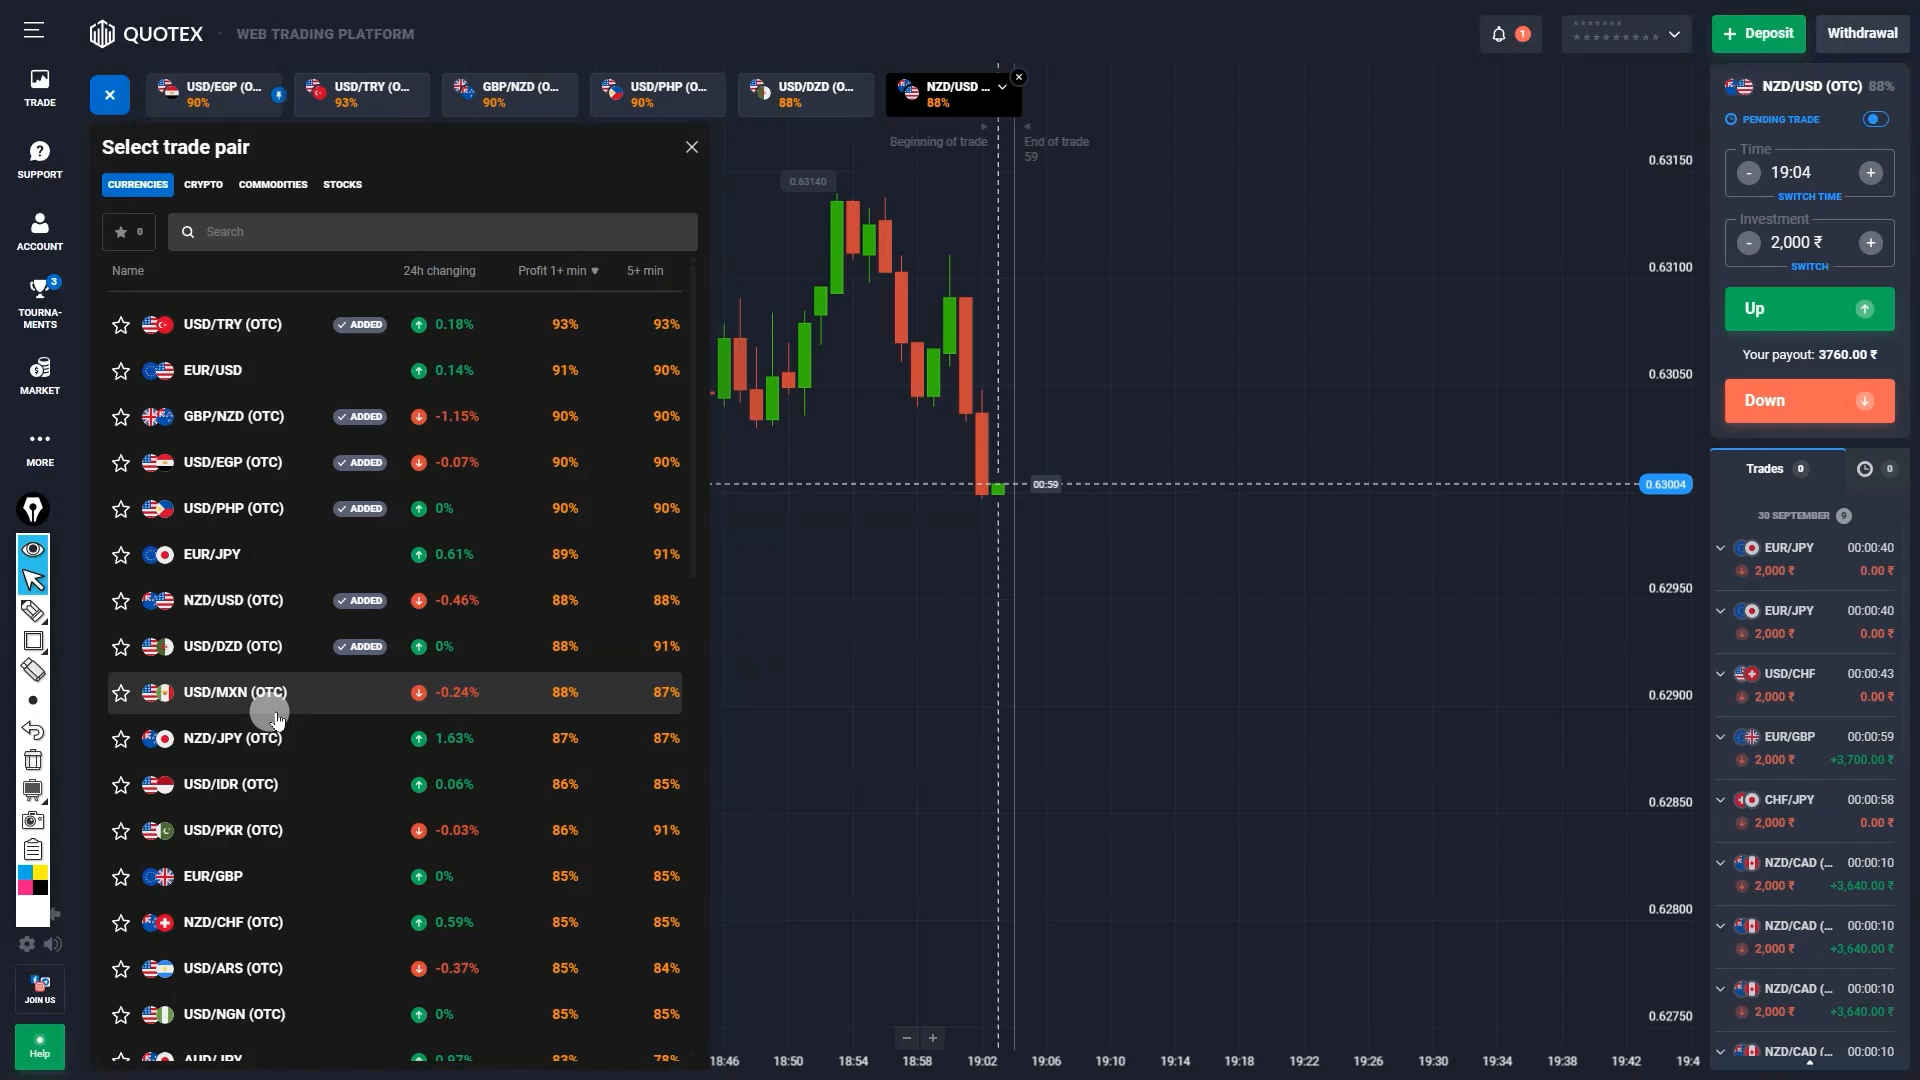 QUOTEX
WEB TRADING PLATFORM
1
Deposit
Withdrawal
TRADE
SUPPORT
ACCOUNT
3
TOURNA-
MENTS
MARKET
MORE
JOIN US
Help
USD/EGP (O...
90%
USD/TRY (O...
93%
GBP/NZD (O...
90%
USD/PHP (O...
90%
USD/DZD (O...
88%
NZD/USD ...
88%
Select trade pair
CURRENCIES CRYPTO COMMODITIES STOCKS
0 Search
Name 24h changing Profit 1+ min 5+ min
USD/TRY (OTC) ✓ ADDED 0.18% 93% 93%
EUR/USD 0.14% 91% 90%
GBP/NZD (OTC) ✓ ADDED -1.15% 90% 90%
USD/EGP (OTC) ✓ ADDED -0.07% 90% 90%
USD/PHP (OTC) ✓ ADDED 0% 90% 90%
EUR/JPY 0.61% 89% 91%
NZD/USD (OTC) ✓ ADDED -0.46% 88% 88%
USD/DZD (OTC) ✓ ADDED 0% 88% 91%
USD/MXN (OTC) -0.24% 88% 87%
NZD/JPY (OTC) 1.63% 87% 87%
USD/IDR (OTC) 0.06% 86% 85%
USD/PKR (OTC) -0.03% 86% 91%
EUR/GBP 0% 85% 85%
NZD/CHF (OTC) 0.59% 85% 85%
USD/ARS (OTC) -0.37% 85% 84%
USD/NGN (OTC) 0% 85% 85%
AUD/JPY 0.97% 83% 78%
Beginning of trade
End of trade
59
0.63140
00:59
0.63150
0.63100
0.63050
0.63004
0.62950
0.62900
0.62850
0.62800
0.62750
18:46 18:50 18:54 18:58 19:02 19:06 19:10 19:14 19:18 19:22 19:26 19:30 19:34 19:38 19:42 19:4
NZD/USD (OTC) 88%
PENDING TRADE
Time
- 19:04 +
SWITCH TIME
Investment
- 2,000 ₹ +
SWITCH
Up
Your payout: 3760.00 ₹
Down
Trades 0 0
30 SEPTEMBER 9
EUR/JPY 00:00:40
2,000 ₹ 0.00 ₹
EUR/JPY 00:00:40
2,000 ₹ 0.00 ₹
USD/CHF 00:00:43
2,000 ₹ 0.00 ₹
EUR/GBP 00:00:59
2,000 ₹ +3,700.00 ₹
CHF/JPY 00:00:58
2,000 ₹ 0.00 ₹
NZD/CAD (... 00:00:10
2,000 ₹ +3,640.00 ₹
NZD/CAD (... 00:00:10
2,000 ₹ +3,640.00 ₹
NZD/CAD (... 00:00:10
2,000 ₹ +3,640.00 ₹
NZD/CAD (... 00:00:10